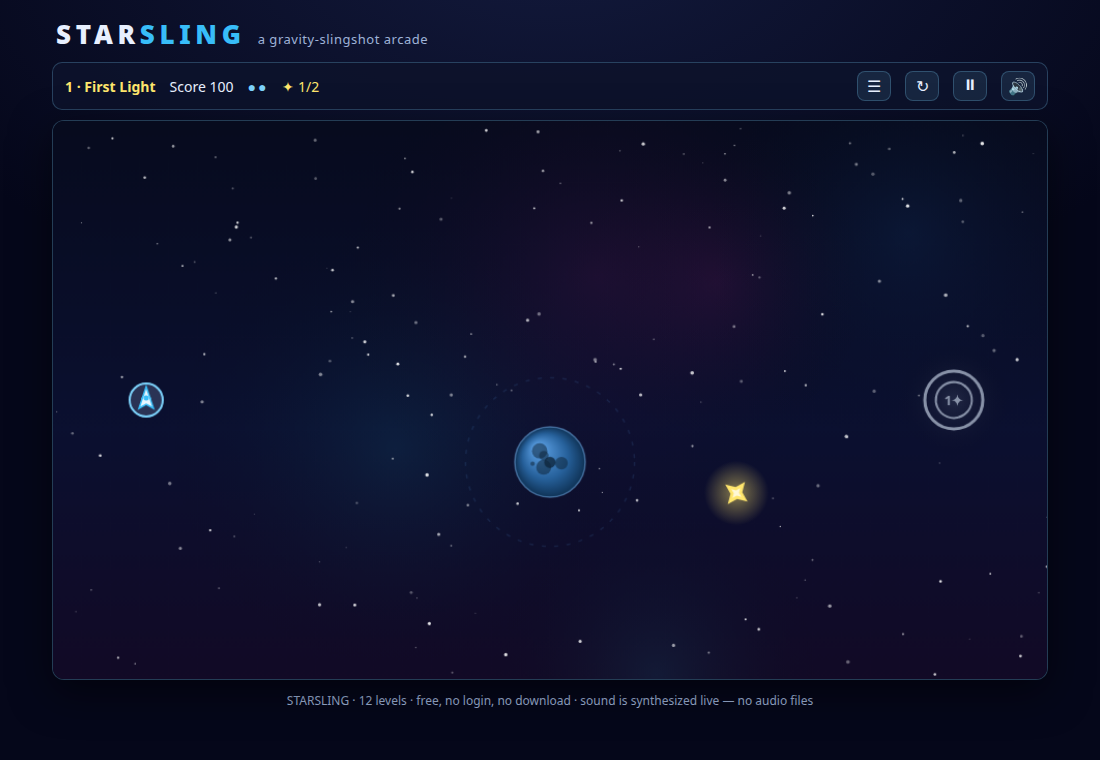 STARSLING a gravity-slingshot arcade
1 · First Light Score 100 ●● ✦ 1/2
1✦
STARSLING · 12 levels · free, no login, no download · sound is synthesized live — no audio files